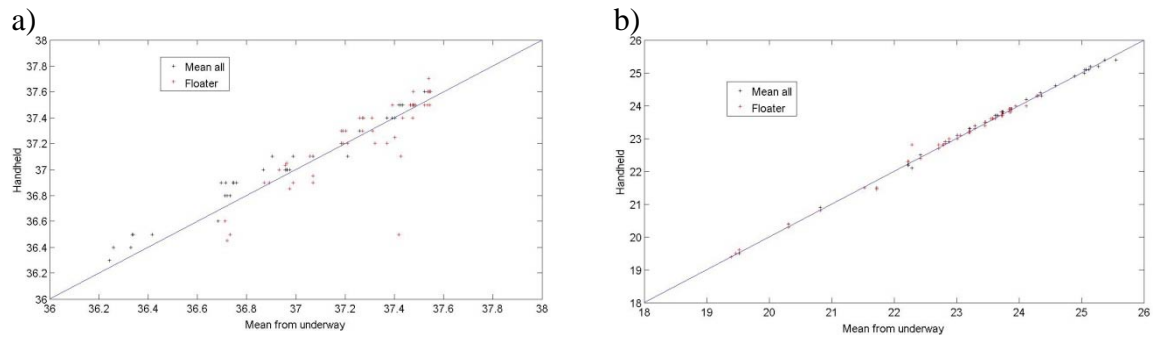 a)
38
37.8
37.6
37.4
37.2
37
36.8
36.6
36.4
36.2
36
Handheld
Mean all
Floater
36 36.2 36.4 36.6 36.8 37 37.2 37.4 37.6 37.8 38
Mean from underway
b)
26
25
24
23
22
21
20
19
18
Handheld
Mean all
Floater
18 19 20 21 22 23 24 25 26
Mean from underway